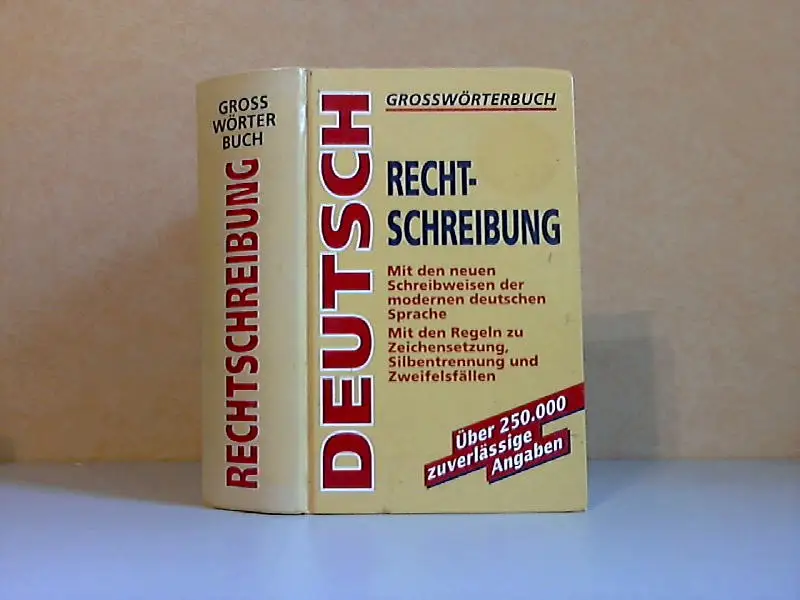 GROSS
WÖRTER
BUCH
RECHTSCHREIBUNG
DEUTSCH
GROSSWÖRTERBUCH
RECHT-
SCHREIBUNG
Mit den neuen
Schreibweisen der
modernen deutschen
Sprache
Mit den Regeln zu
Zeichensetzung,
Silbentrennung und
Zweifelsfällen
Über 250.000
zuverlässige
Angaben